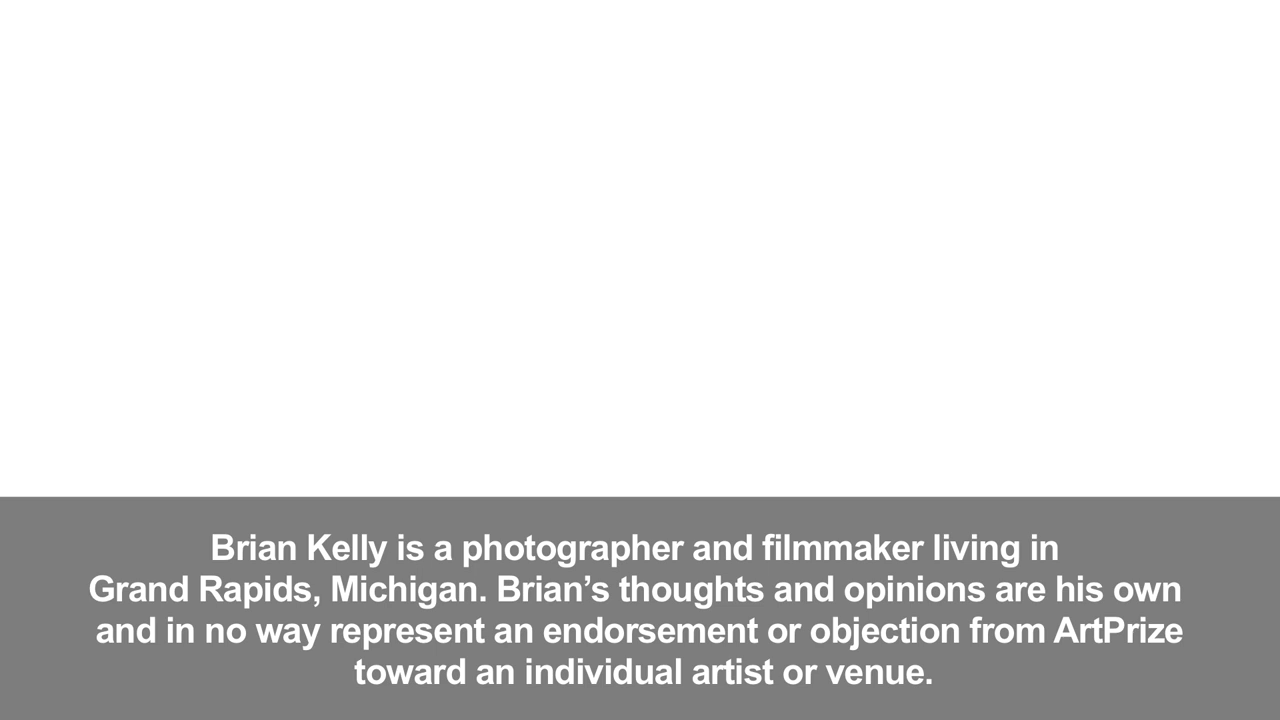 Brian Kelly is a photographer and filmmaker living in
Grand Rapids, Michigan. Brian’s thoughts and opinions are his own
and in no way represent an endorsement or objection from ArtPrize
toward an individual artist or venue.